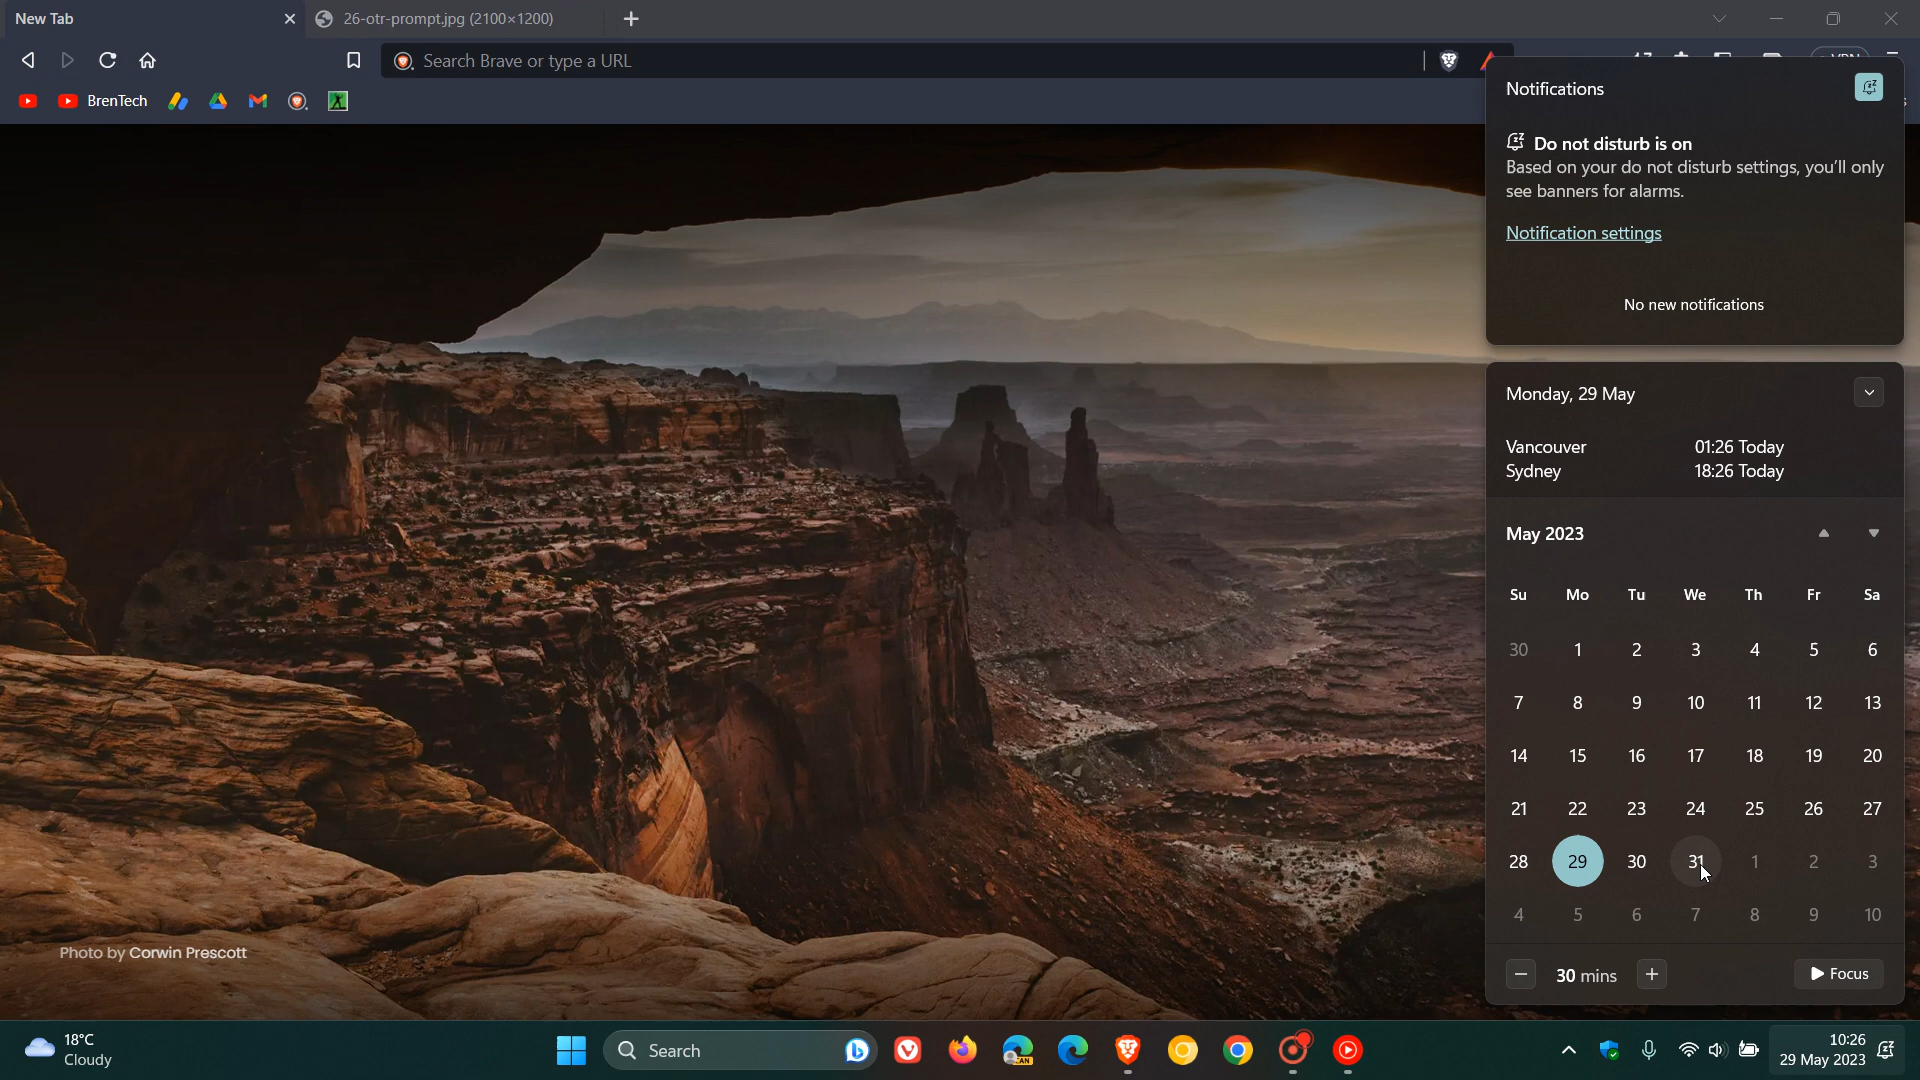 New Tab
26-otr-prompt.jpg (2100×1200)
Search Brave or type a URL
BrenTech
Notifications
Do not disturb is on
Based on your do not disturb settings, you'll only
see banners for alarms.
Notification settings
No new notifications
Monday, 29 May
Vancouver 01:26 Today
Sydney 18:26 Today
May 2023
Su Mo Tu We Th Fr Sa
30 1 2 3 4 5 6
7 8 9 10 11 12 13
14 15 16 17 18 19 20
21 22 23 24 25 26 27
28 29 30 31 1 2 3
4 5 6 7 8 9 10
Photo by Corwin Prescott
30 mins
Focus
18°C
Cloudy
Search
CAN
10:26
29 May 2023